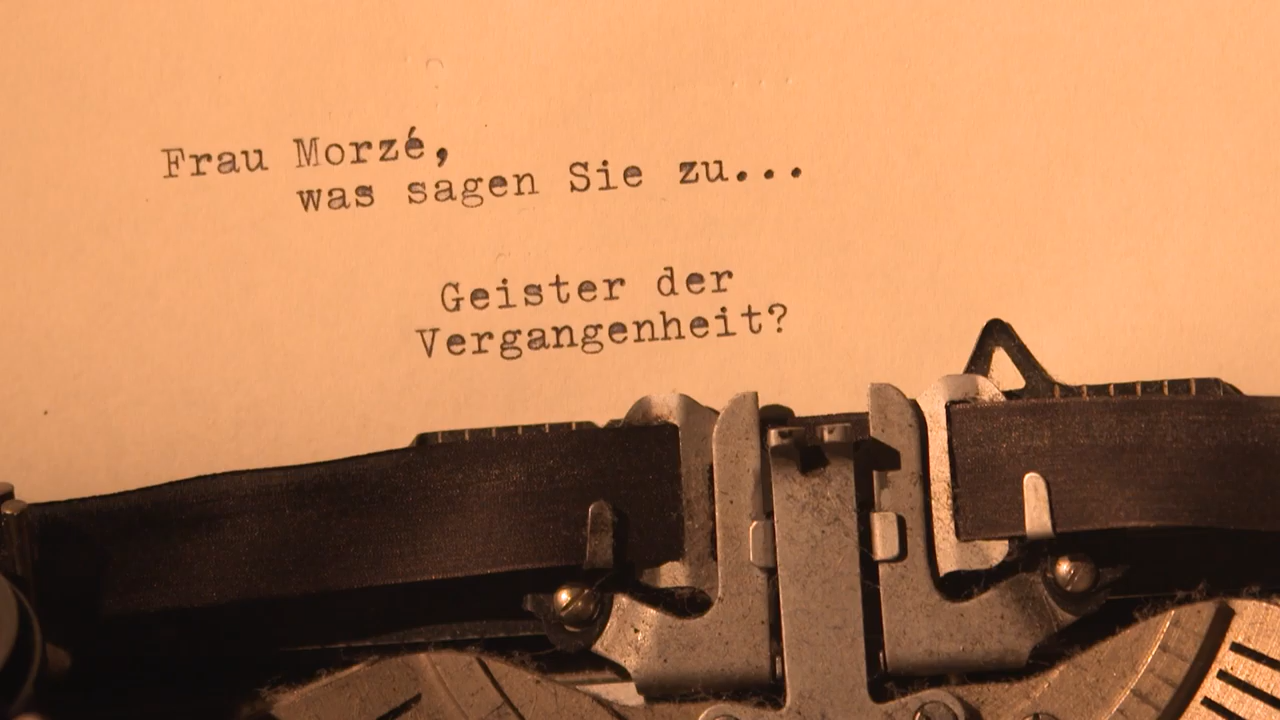 Frau Morzé,
was sagen Sie zu...
Geister der
Vergangenheit?